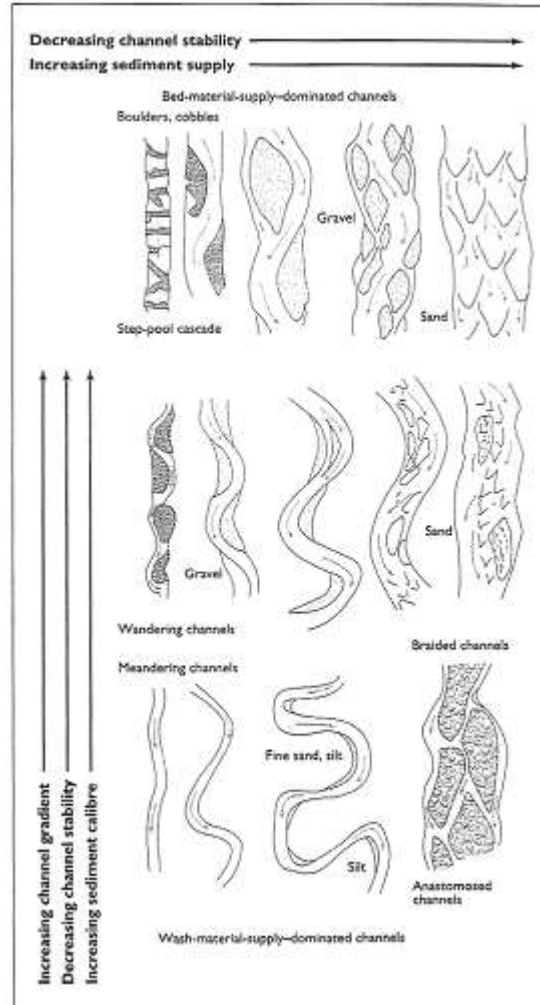 Decreasing channel stability
Increasing sediment supply
Bed-material-supply–dominated channels
Boulders, cobbles
Gravel
Step-pool cascade
Sand
Gravel
Sand
Wandering channels
Braided channels
Meandering channels
Fine sand, silt
Silt
Anastomosed
channels
Increasing channel gradient
Decreasing channel stability
Increasing sediment calibre
Wash-material-supply–dominated channels